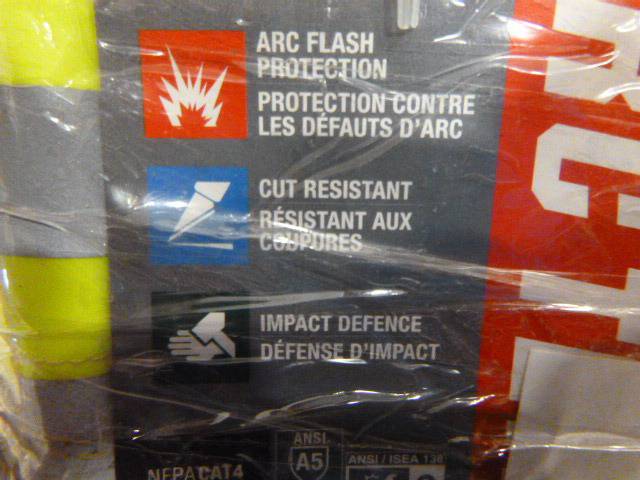 ARC FLASH
PROTECTION
PROTECTION CONTRE
LES DÉFAUTS D'ARC
CUT RESISTANT
RÉSISTANT AUX
COUPURES
IMPACT DEFENCE
DÉFENSE D'IMPACT
NFPA CAT4
ANSI
A5
ANSI / ISEA 138